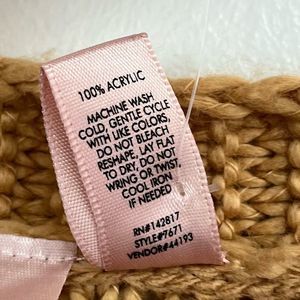 100% ACRYLIC
MACHINE WASH
COLD, GENTLE CYCLE
WITH LIKE COLORS,
DO NOT BLEACH
RESHAPE, LAY FLAT
TO DRY, DO NOT
WRING OR TWIST,
COOL IRON
IF NEEDED
RN#142817
STYLE#7671
VENDOR#44193